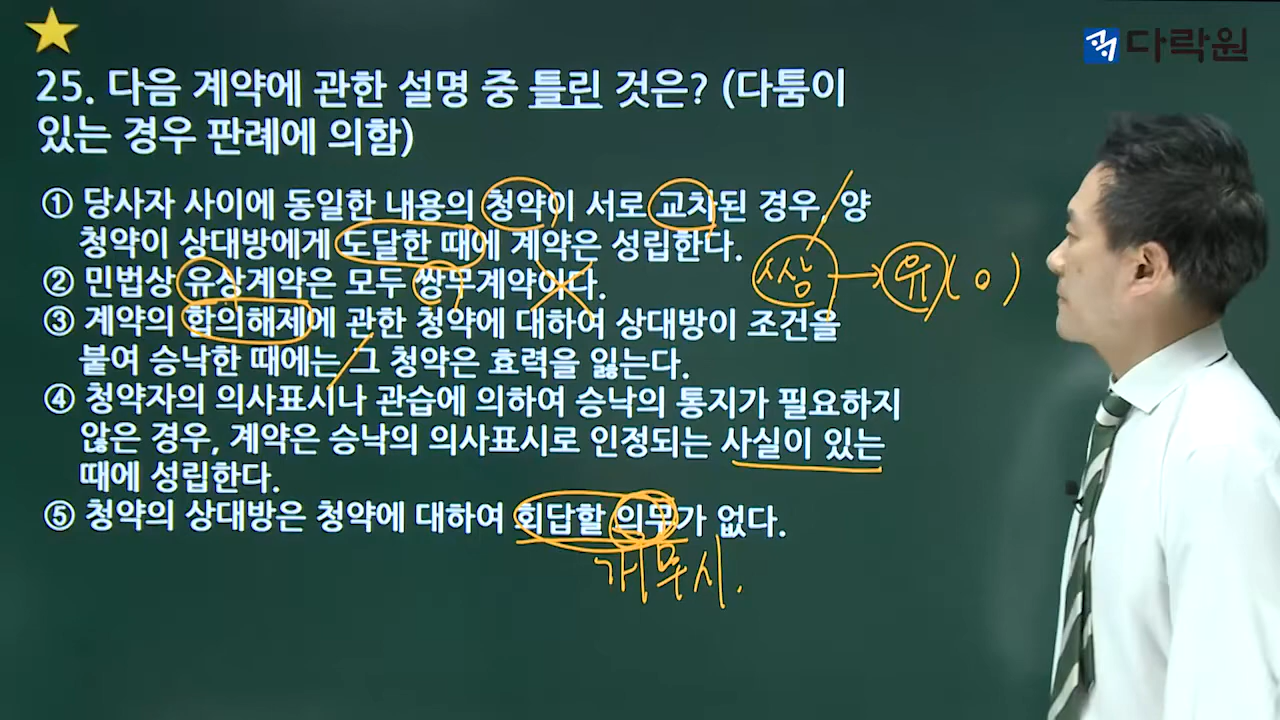 다락원
25. 다음 계약에 관한 설명 중 틀린 것은? (다툼이
있는 경우 판례에 의함)
① 당사자 사이에 동일한 내용의 청약이 서로 교차된 경우, 양
청약이 상대방에게 도달한 때에 계약은 성립한다.
② 민법상 유상계약은 모두 쌍무계약이다.
쌍 → 유 ( o )
③ 계약의 합의해제에 관한 청약에 대하여 상대방이 조건을
붙여 승낙한 때에는 그 청약은 효력을 잃는다.
④ 청약자의 의사표시나 관습에 의하여 승낙의 통지가 필요하지
않은 경우, 계약은 승낙의 의사표시로 인정되는 사실이 있는
때에 성립한다.
⑤ 청약의 상대방은 청약에 대하여 회답할 의무가 없다.
개무시.